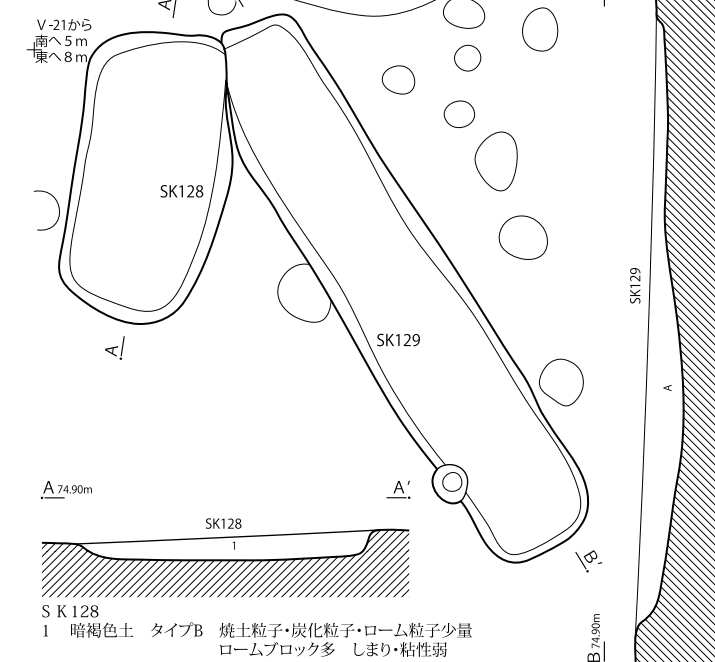 V-21から
南へ5m
東へ8m
A
SK128
SK129
A
B'
SK129
A
A 74.90m
A'
SK128
1
B 74.90m
SK128
1 暗褐色土 タイプB 焼土粒子・炭化粒子・ローム粒子少量
ロームブロック多 しまり・粘性弱